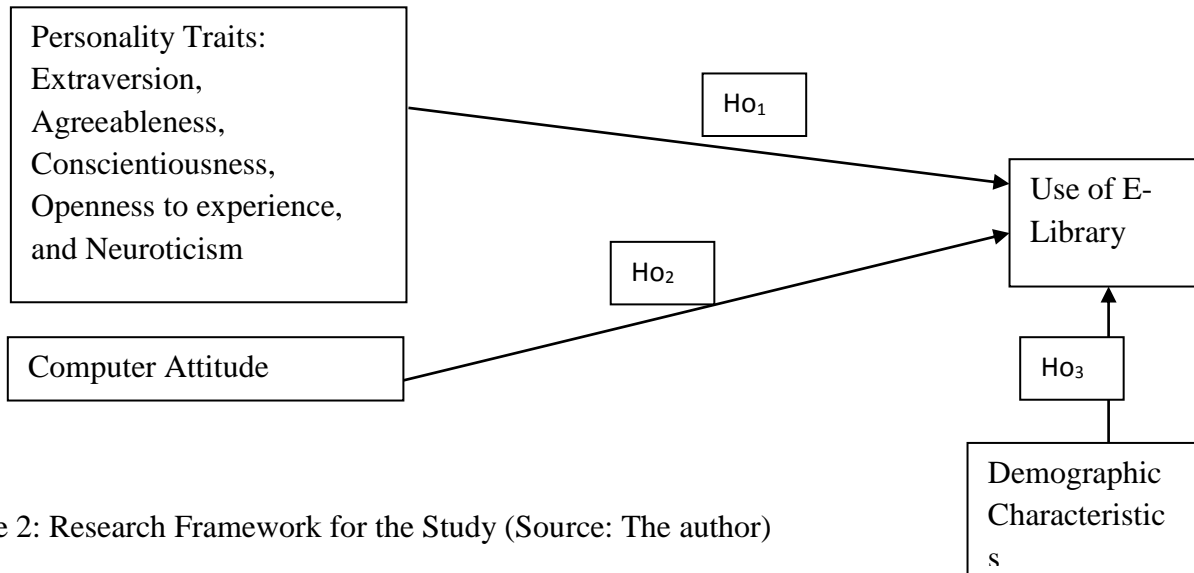 Personality Traits:
Extraversion,
Agreeableness,
Conscientiousness,
Openness to experience,
and Neuroticism
Ho₁
Use of E-
Library
Ho₂
Computer Attitude
Ho₃
Demographic
Characteristic
s
e 2: Research Framework for the Study (Source: The author)